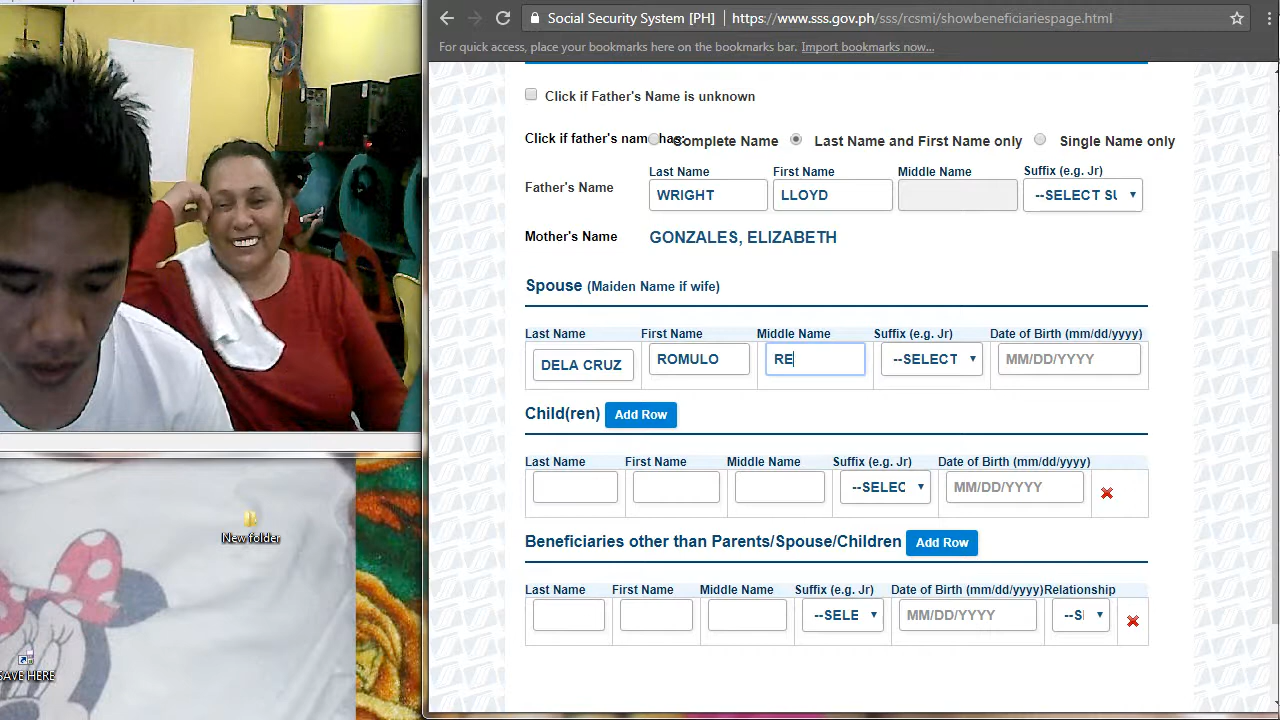 Social Security System [PH] https://www.sss.gov.ph/sss/rcsmi/showbeneficiariespage.html
For quick access, place your bookmarks here on the bookmarks bar. Import bookmarks now...
Click if Father's Name is unknown
Click if father's name has: Complete Name Last Name and First Name only Single Name only
Last Name First Name Middle Name Suffix (e.g. Jr)
Father's Name WRIGHT LLOYD --SELECT SU
Mother's Name GONZALES, ELIZABETH
Spouse (Maiden Name if wife)
Last Name First Name Middle Name Suffix (e.g. Jr) Date of Birth (mm/dd/yyyy)
DELA CRUZ ROMULO RE --SELECT MM/DD/YYYY
Child(ren) Add Row
Last Name First Name Middle Name Suffix (e.g. Jr) Date of Birth (mm/dd/yyyy)
--SELEC MM/DD/YYYY
Beneficiaries other than Parents/Spouse/Children Add Row
Last Name First Name Middle Name Suffix (e.g. Jr) Date of Birth (mm/dd/yyyy) Relationship
--SELE MM/DD/YYYY --S
New folder
SAVE HERE